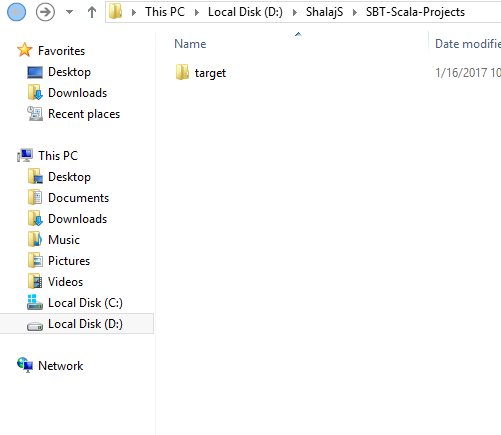 This PC > Local Disk (D:) > ShalajS > SBT-Scala-Projects
Name Date modifie
Favorites
target 1/16/2017 10
Desktop
Downloads
Recent places
This PC
Desktop
Documents
Downloads
Music
Pictures
Videos
Local Disk (C:)
Local Disk (D:)
Network